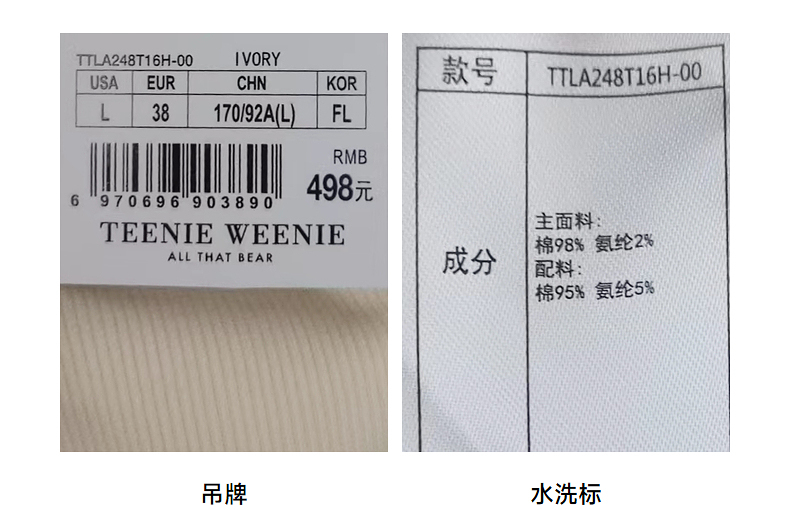 TTLA248T16H-00 IVORY
USA EUR CHN KOR
L 38 170/92A(L) FL
RMB
498元
6 970696 903890
TEENIE WEENIE
ALL THAT BEAR
款号 TTLA248T16H-00
成分
主面料:
棉98% 氨纶2%
配料:
棉95% 氨纶5%
吊牌
水洗标